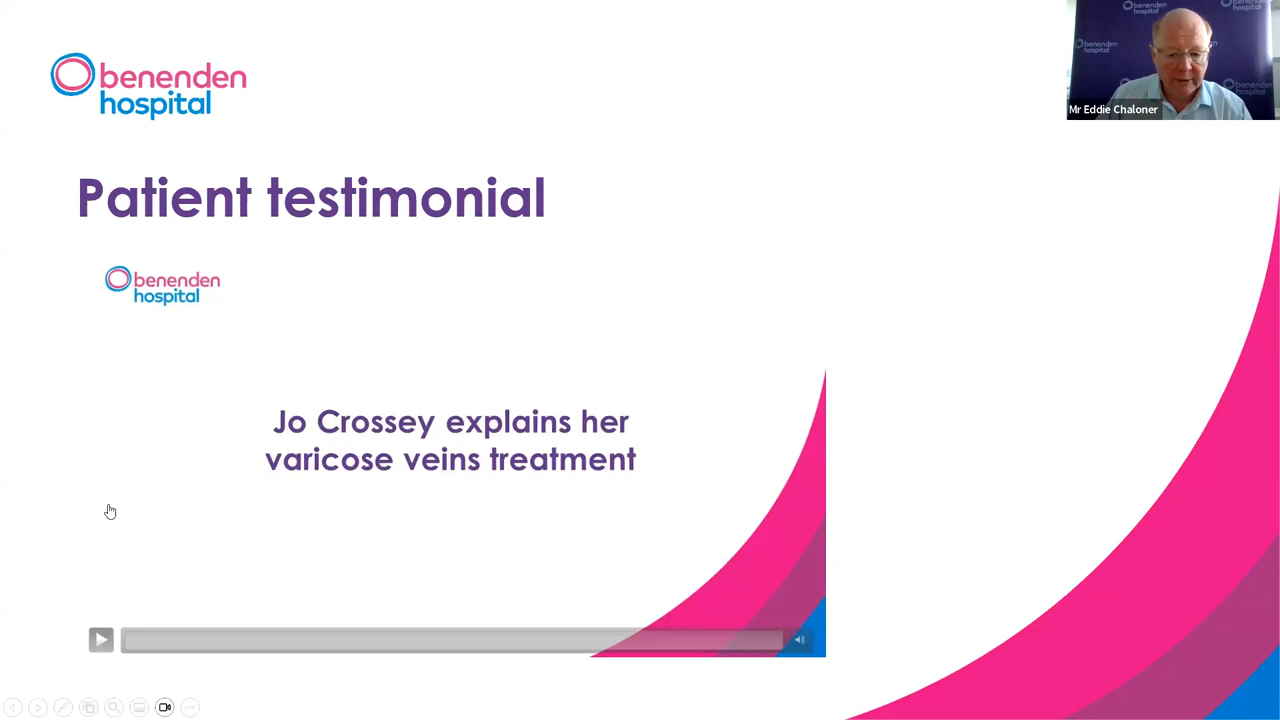 benenden
hospital
Mr Eddie Chaloner
Patient testimonial
benenden
hospital
Jo Crossey explains her
varicose veins treatment